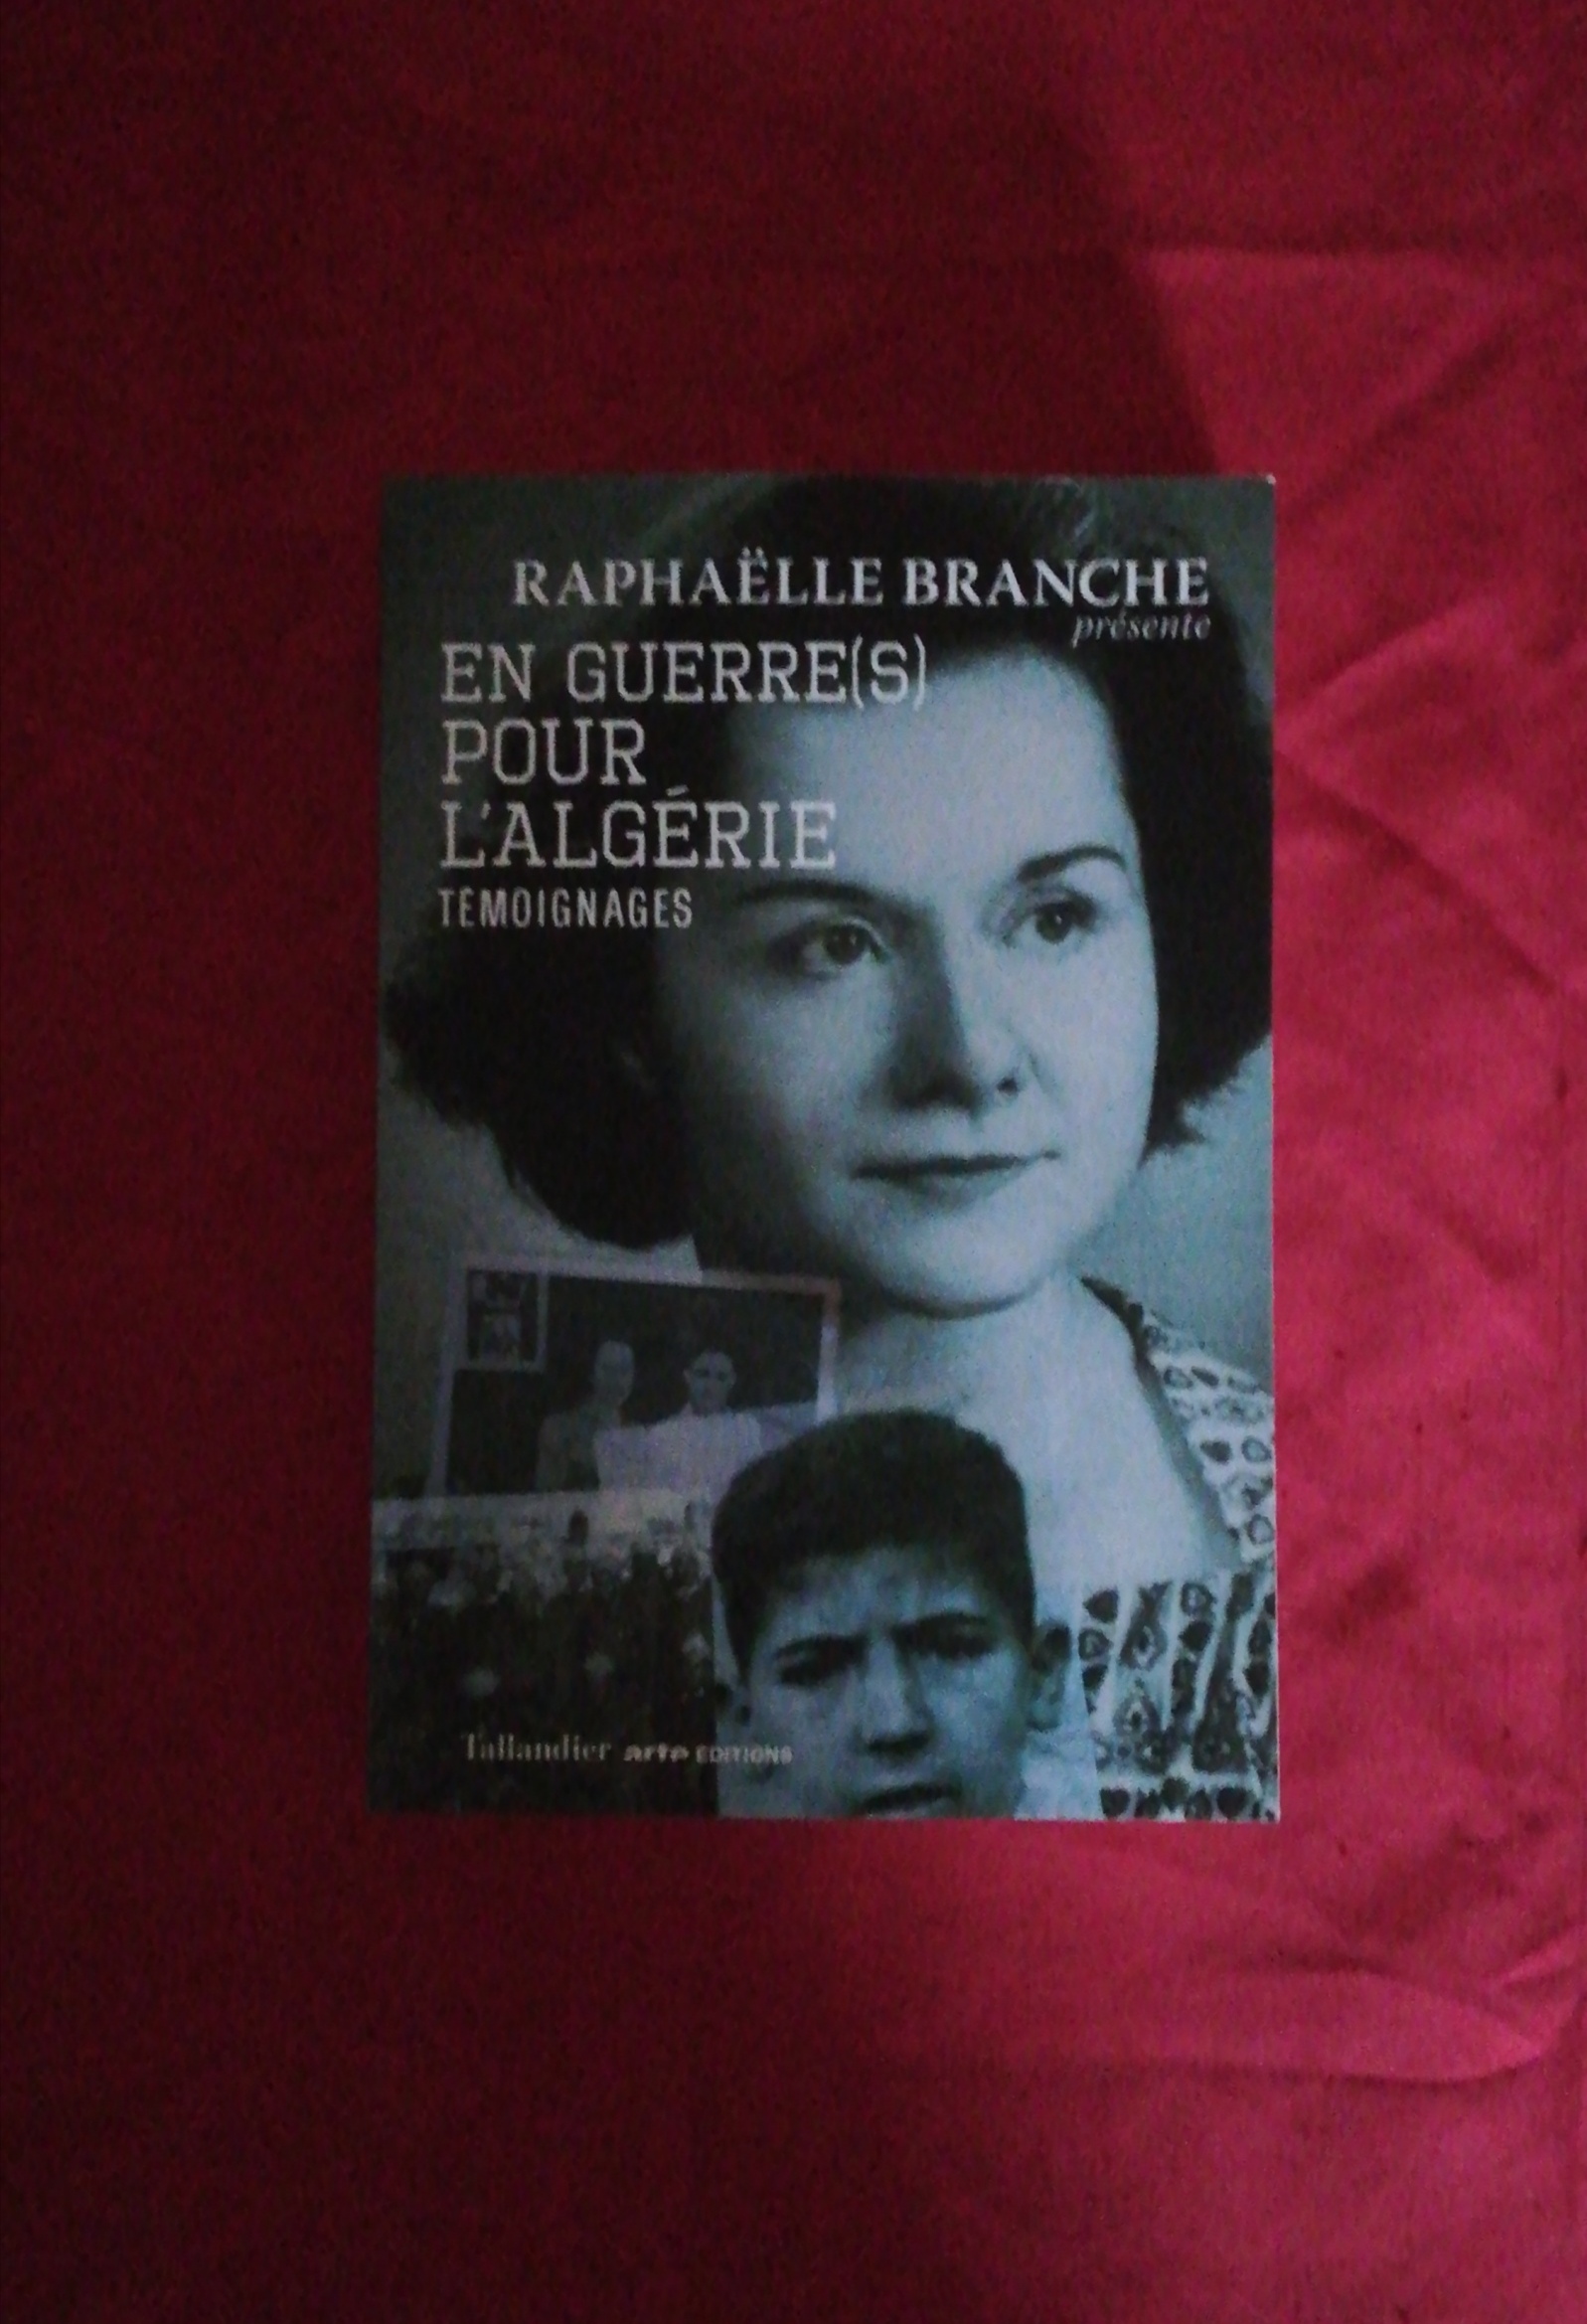 RAPHAËLLE BRANCHE
présente
EN GUERRE(S)
POUR
L'ALGÉRIE
TÉMOIGNAGES
Tallandier arte EDITIONS